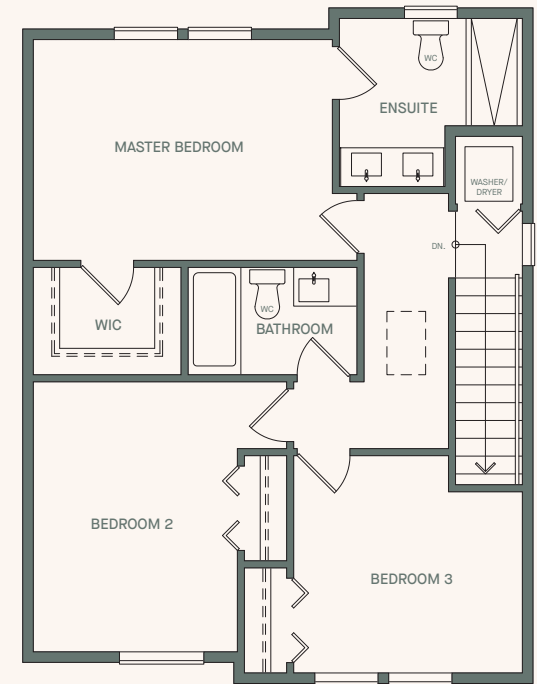 WC
ENSUITE
MASTER BEDROOM
WASHER/
DRYER
DN.
WC
WIC
BATHROOM
BEDROOM 2
BEDROOM 3